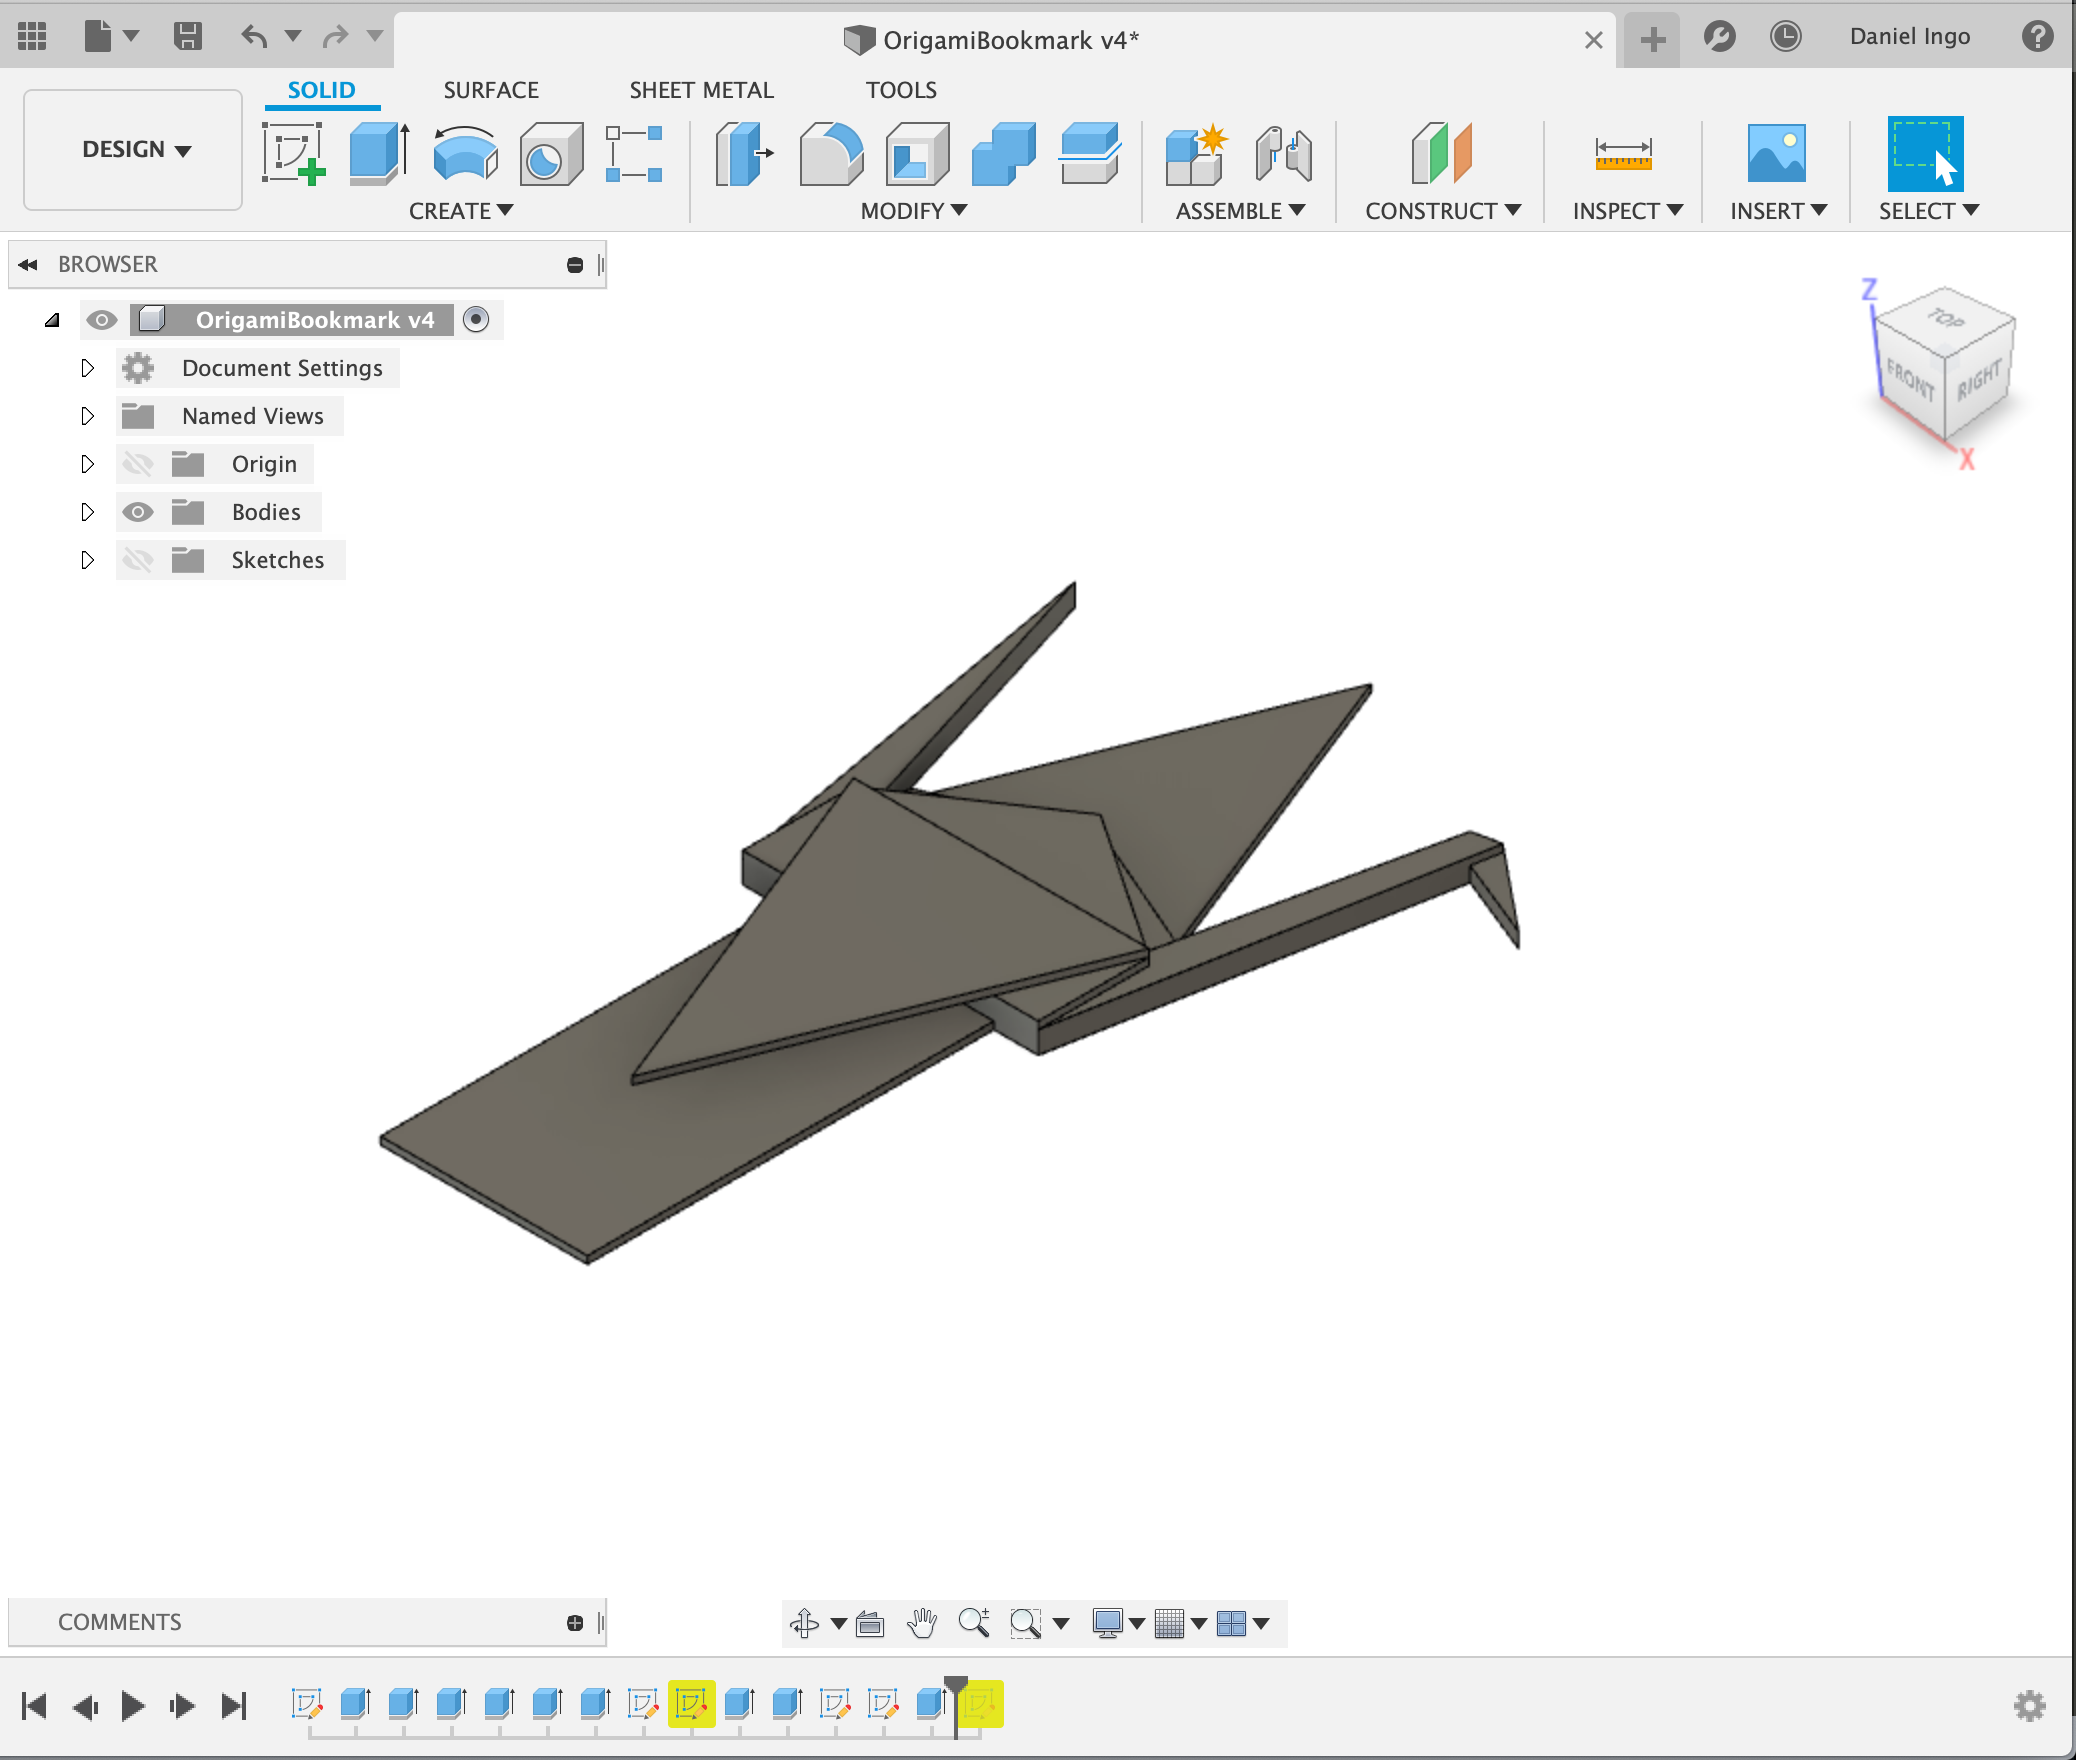 OrigamiBookmark v4*
Daniel Ingo
SOLID
SURFACE
SHEET METAL
TOOLS
DESIGN
CREATE
MODIFY
ASSEMBLE
CONSTRUCT
INSPECT
INSERT
SELECT
BROWSER
OrigamiBookmark v4
Document Settings
Named Views
Origin
Bodies
Sketches
Z
TOP
FRONT
RIGHT
X
COMMENTS